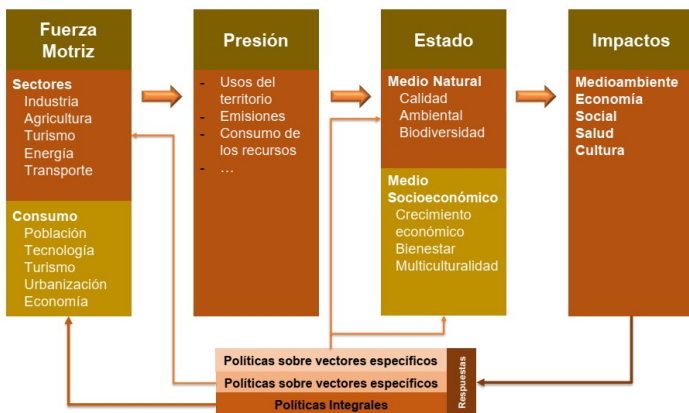 Fuerza
Motriz
Sectores
Industria
Agricultura
Turismo
Energía
Transporte
Consumo
Población
Tecnología
Turismo
Urbanización
Economía
Presión
- Usos del
territorio
- Emisiones
- Consumo de
los recursos
- ...
Estado
Medio Natural
Calidad
Ambiental
Biodiversidad
Medio
Socioeconómico
Crecimiento
económico
Bienestar
Multiculturalidad
Impactos
Medioambiente
Economía
Social
Salud
Cultura
Políticas sobre vectores específicos
Políticas sobre vectores específicos
Políticas Integrales
Respuestas